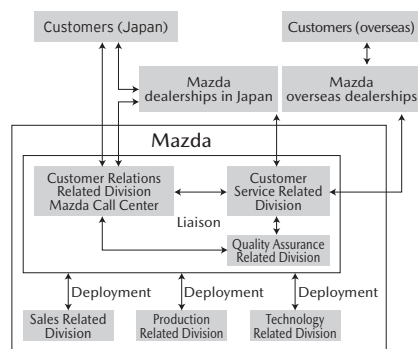 Customers (Japan)
Customers (overseas)
Mazda
dealerships in Japan
Mazda
overseas dealerships
Mazda
Customer Relations
Related Division
Mazda Call Center
Customer
Service Related
Division
Liaison
Quality Assurance
Related Division
Deployment
Deployment
Deployment
Sales Related
Division
Production
Related Division
Technology
Related Division